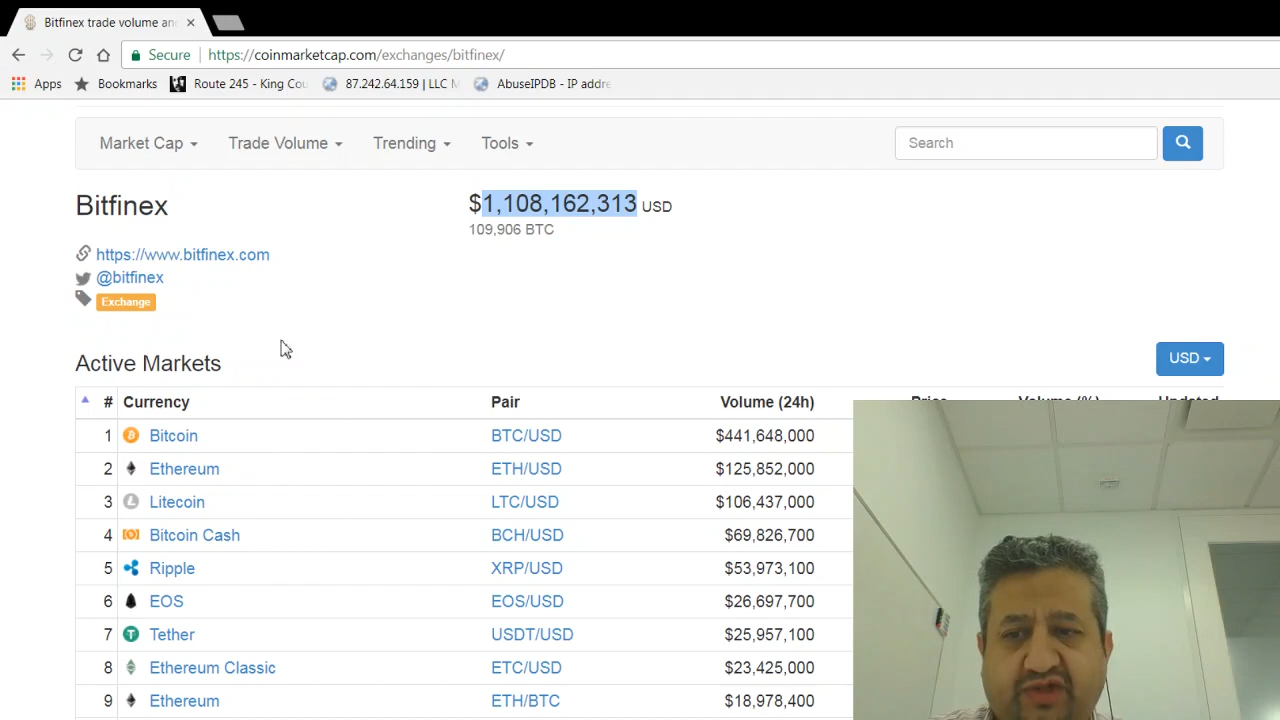 Bitfinex trade volume an
Secure https://coinmarketcap.com/exchanges/bitfinex/
Apps Bookmarks Route 245 - King Cou 87.242.64.159 | LLC M AbuseIPDB - IP addre
Market Cap Trade Volume Trending Tools Search
Bitfinex $1,108,162,313 USD
109,906 BTC
https://www.bitfinex.com
@bitfinex
Exchange
Active Markets USD
# Currency Pair Volume (24h) Price Volume (%) Updated
1 Bitcoin BTC/USD $441,648,000
2 Ethereum ETH/USD $125,852,000
3 Litecoin LTC/USD $106,437,000
4 Bitcoin Cash BCH/USD $69,826,700
5 Ripple XRP/USD $53,973,100
6 EOS EOS/USD $26,697,700
7 Tether USDT/USD $25,957,100
8 Ethereum Classic ETC/USD $23,425,000
9 Ethereum ETH/BTC $18,978,400